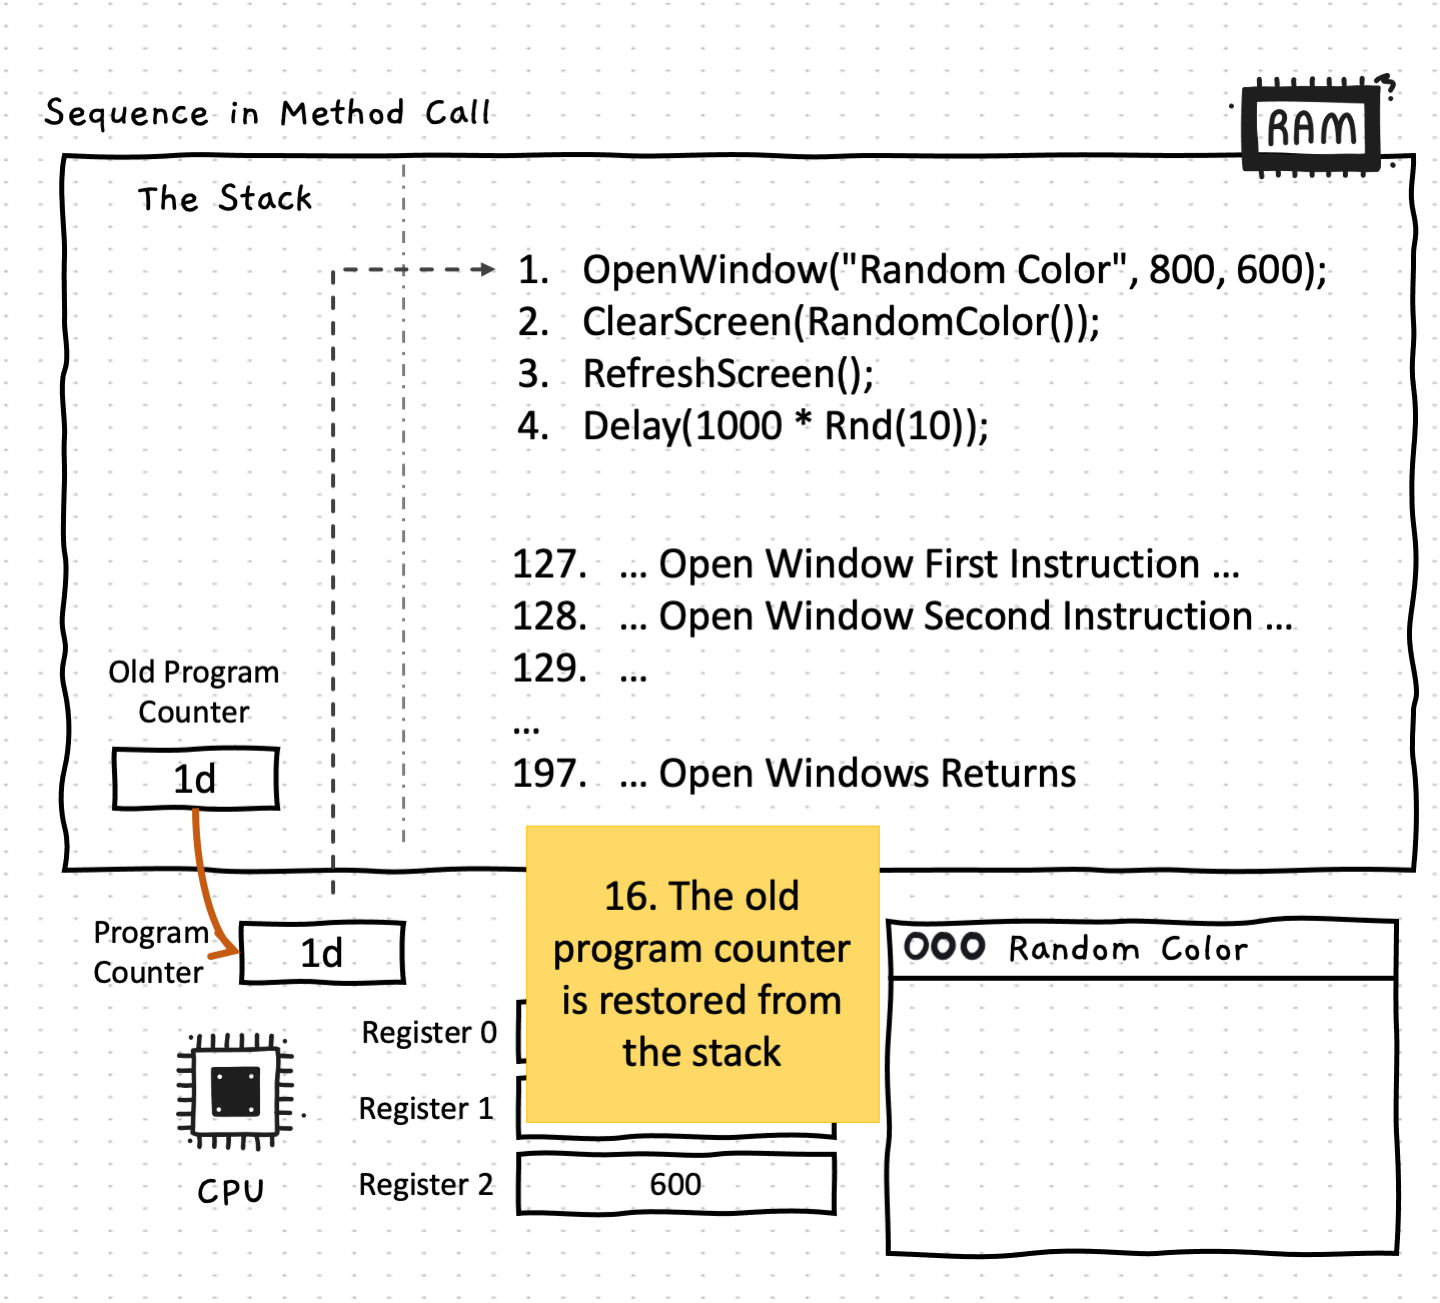 Sequence in Method Call
RAM
The Stack
1. OpenWindow("Random Color", 800, 600);
2. ClearScreen(RandomColor());
3. RefreshScreen();
4. Delay(1000 * Rnd(10));
127. ... Open Window First Instruction ...
128. ... Open Window Second Instruction ...
129. ...
...
197. ... Open Windows Returns
Old Program
Counter
1d
Program
Counter
1d
16. The old
program counter
is restored from
the stack
Register 0
Register 1
Register 2
600
CPU
Random Color